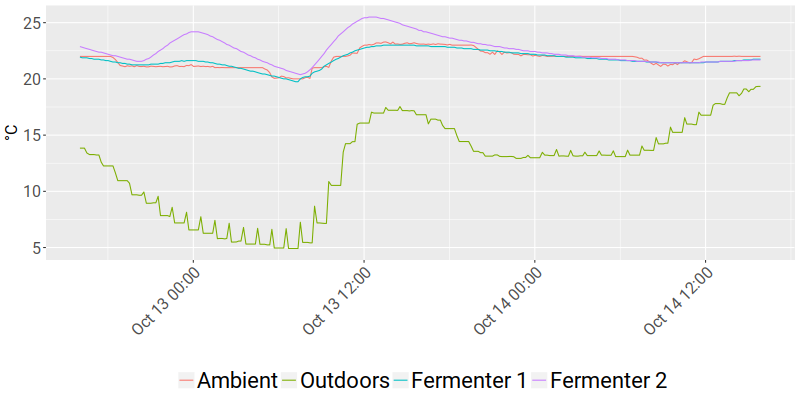 25
20
15
10
5
°C
Oct 13 00:00
Oct 13 12:00
Oct 14 00:00
Oct 14 12:00
Ambient Outdoors Fermenter 1 Fermenter 2